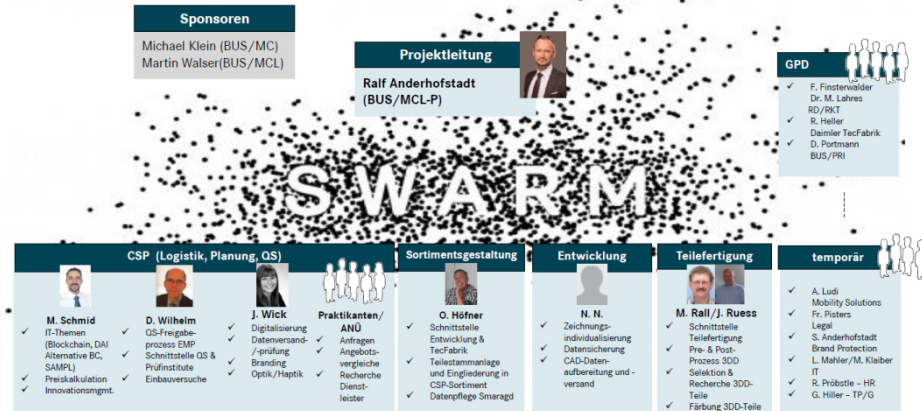 Sponsoren
Michael Klein (BUS/MC)
Martin Walser(BUS/MCL)
Projektleitung
Ralf Anderhofstadt
(BUS/MCL-P)
GPD
✓ F. Finsterwalder
Dr. M. Lahres
RD/RKT
✓ R. Heller
Daimler TecFabrik
✓ D. Portmann
BUS/PRI
SWARM
CSP (Logistik, Planung, QS)
M. Schmid
✓ IT-Themen
(Blockchain, DAI
Alternative BC,
SAMPL)
✓ Preiskalkulation
✓ Innovationsmgmt.
D. Wilhelm
✓ QS-Freigabe-
prozess EMP
✓ Schnittstelle QS &
Prüfinstitute
✓ Einbauversuche
J. Wick
✓ Digitalisierung
✓ Datenversand/
-/prüfung
✓ Branding
✓ Optik/Haptik
Praktikanten/
ANÜ
✓ Anfragen
✓ Angebots-
vergleiche
✓ Recherche
Dienst-
leister
Sortimentsgestaltung
O. Höfner
✓ Schnittstelle
Entwicklung &
TecFabrik
✓ Teilestammanlage
und Eingliederung in
CSP-Sortiment
✓ Datenpflege Smaragd
Entwicklung
N. N.
✓ Zeichnungs-
individualisierung
✓ Datensicherung
✓ CAD-Daten-
aufbereitung und -
versand
Teilefertigung
M. Rall/J. Ruess
✓ Schnittstelle
Teilefertigung
✓ Pre- & Post-
Prozess 3DD
✓ Selektion &
Recherche 3DD-
Teile
✓ Färbung 3DD-Teile
temporär
✓ A. Ludi
Mobility Solutions
✓ Fr. Pisters
Legal
✓ S. Anderhofstadt
Brand Protection
✓ L. Mahler/M. Klaiber
IT
✓ R. Pröbstle – HR
✓ G. Hiller – TP/G